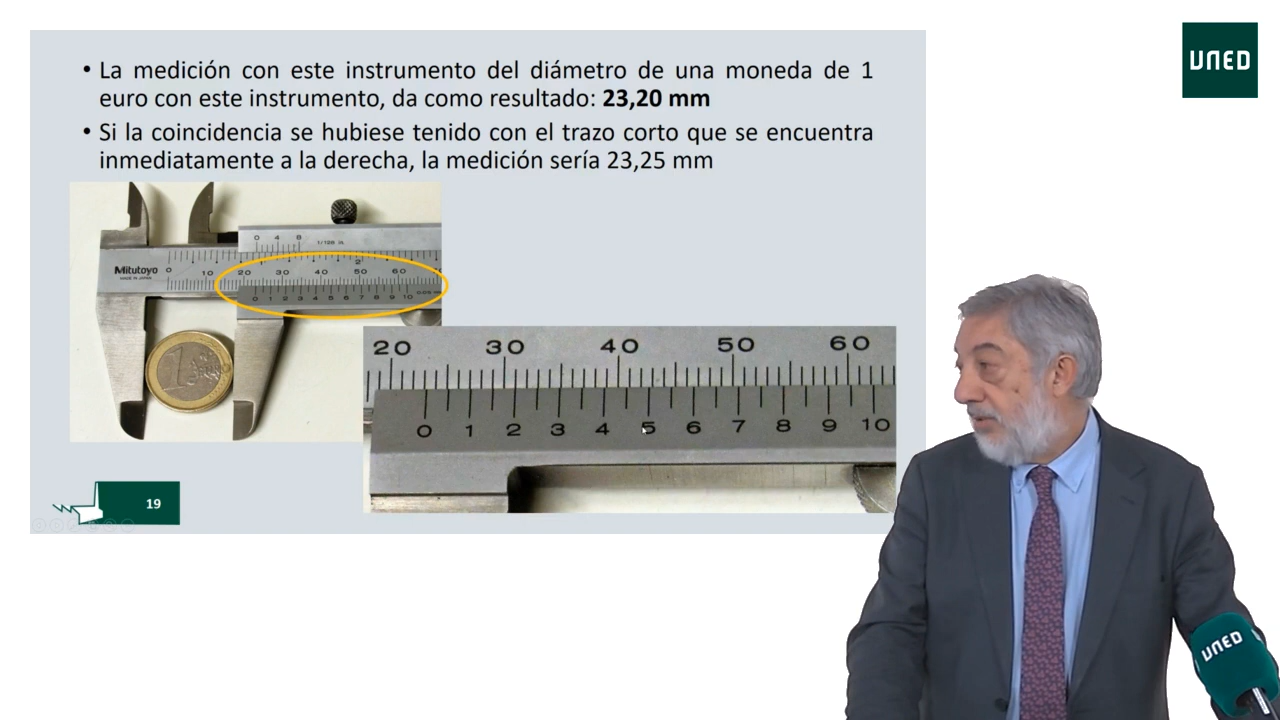 UNED
• La medición con este instrumento del diámetro de una moneda de 1
euro con este instrumento, da como resultado: 23,20 mm
• Si la coincidencia se hubiese tenido con el trazo corto que se encuentra
inmediatamente a la derecha, la medición sería 23,25 mm
0 4 8
1/128 in.
Mitutoyo
MADE IN JAPAN
0 10 20 30 40 50 60
2
0 1 2 3 4 5 6 7 8 9 10
20 30 40 50 60
0 1 2 3 4 5 6 7 8 9 10
19
UNED